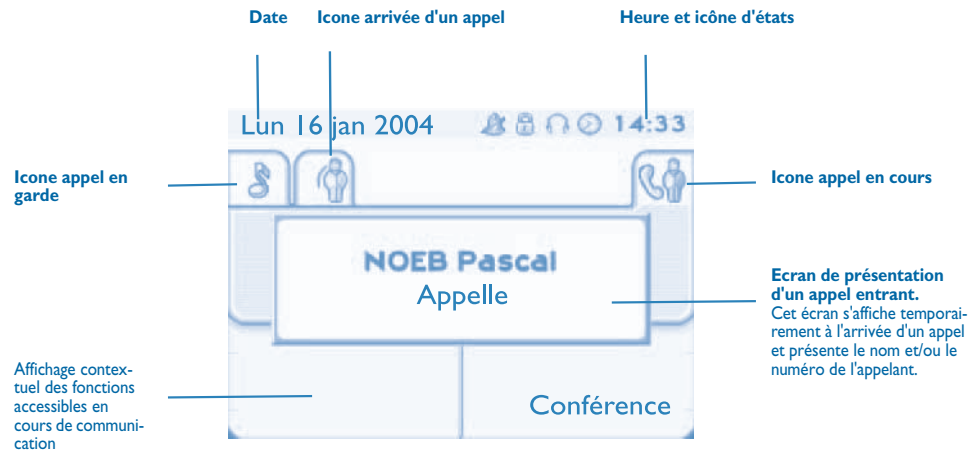 Date
Icone arrivée d'un appel
Heure et icône d'états
Lun 16 jan 2004
14:33
Icone appel en
garde
Icone appel en cours
NOEB Pascal
Appelle
Ecran de présentation
d'un appel entrant.
Cet écran s'affiche temporai-
rement à l'arrivée d'un appel
et présente le nom et/ou le
numéro de l'appelant.
Affichage contex-
tuel des fonctions
accessibles en
cours de communi-
cation
Conférence